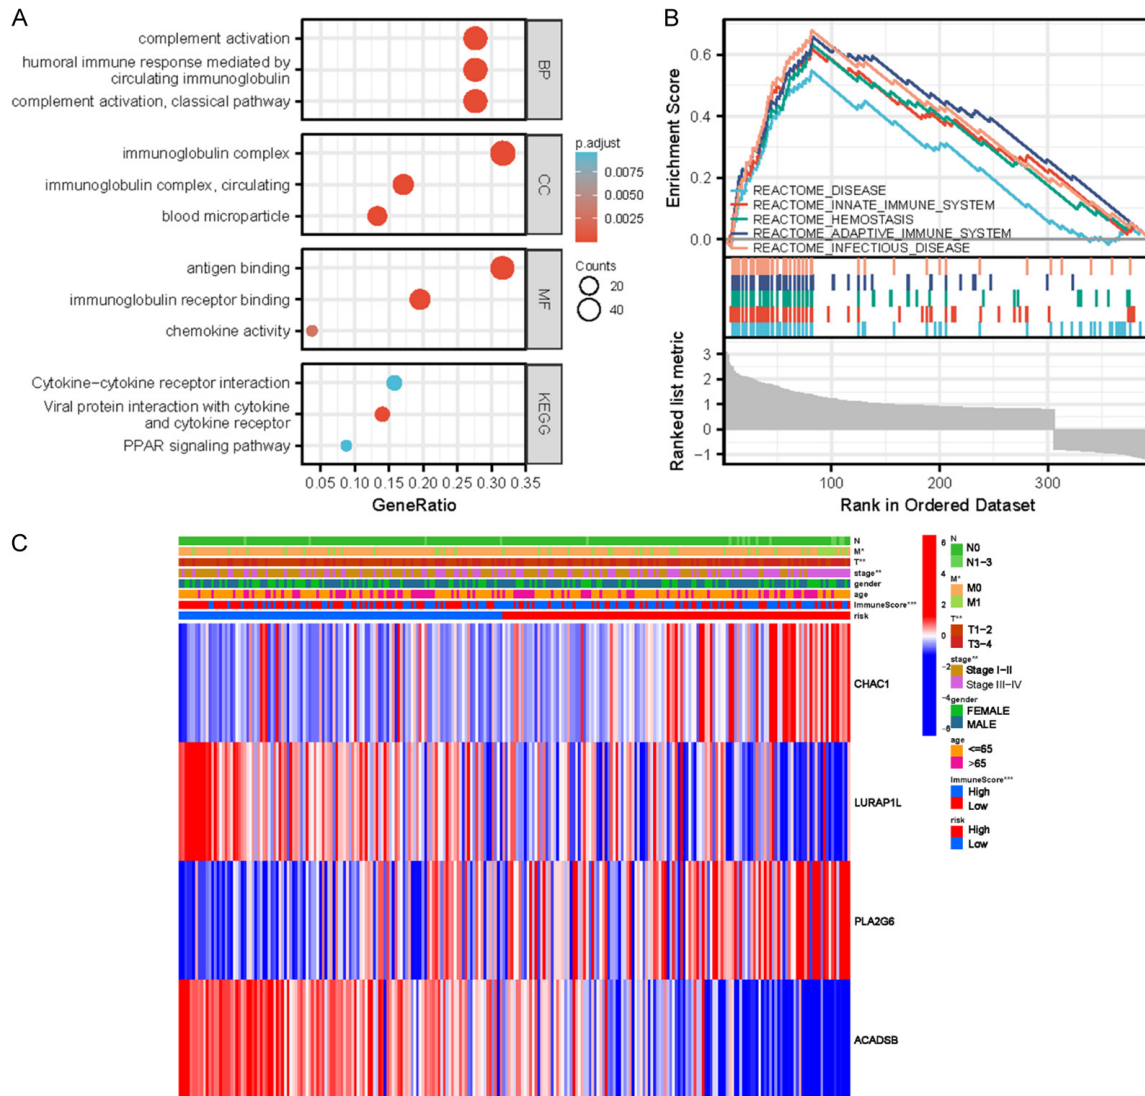 A
complement activation
humoral immune response mediated by
circulating immunoglobulin
complement activation, classical pathway
BP
immunoglobulin complex
immunoglobulin complex, circulating
blood microparticle
CC
antigen binding
immunoglobulin receptor binding
chemokine activity
MF
Cytokine-cytokine receptor interaction
Viral protein interaction with cytokine
and cytokine receptor
PPAR signaling pathway
KEGG
0.05 0.10 0.15 0.20 0.25 0.30 0.35
GeneRatio
p.adjust
0.0075
0.0050
0.0025
Counts
20
40
B
Enrichment Score
0.6
0.4
0.2
0.0
REACTOME_DISEASE
REACTOME_INNATE_IMMUNE_SYSTEM
REACTOME_HEMOSTASIS
REACTOME_ADAPTIVE_IMMUNE_SYSTEM
REACTOME_INFECTIOUS_DISEASE
Ranked list metric
3
2
1
0
-1
100 200 300
Rank in Ordered Dataset
C
N
M*
T**
stage**
gender
age
ImmuneScore***
risk
CHAC1
LURAP1L
PLA2G6
ACADSB
6
4
2
0
-2
-4
-6
N
N0
N1-3
M*
M0
M1
T**
T1-2
T3-4
stage**
Stage I-II
Stage III-IV
gender
FEMALE
MALE
age
<=65
>65
ImmuneScore***
High
Low
risk
High
Low